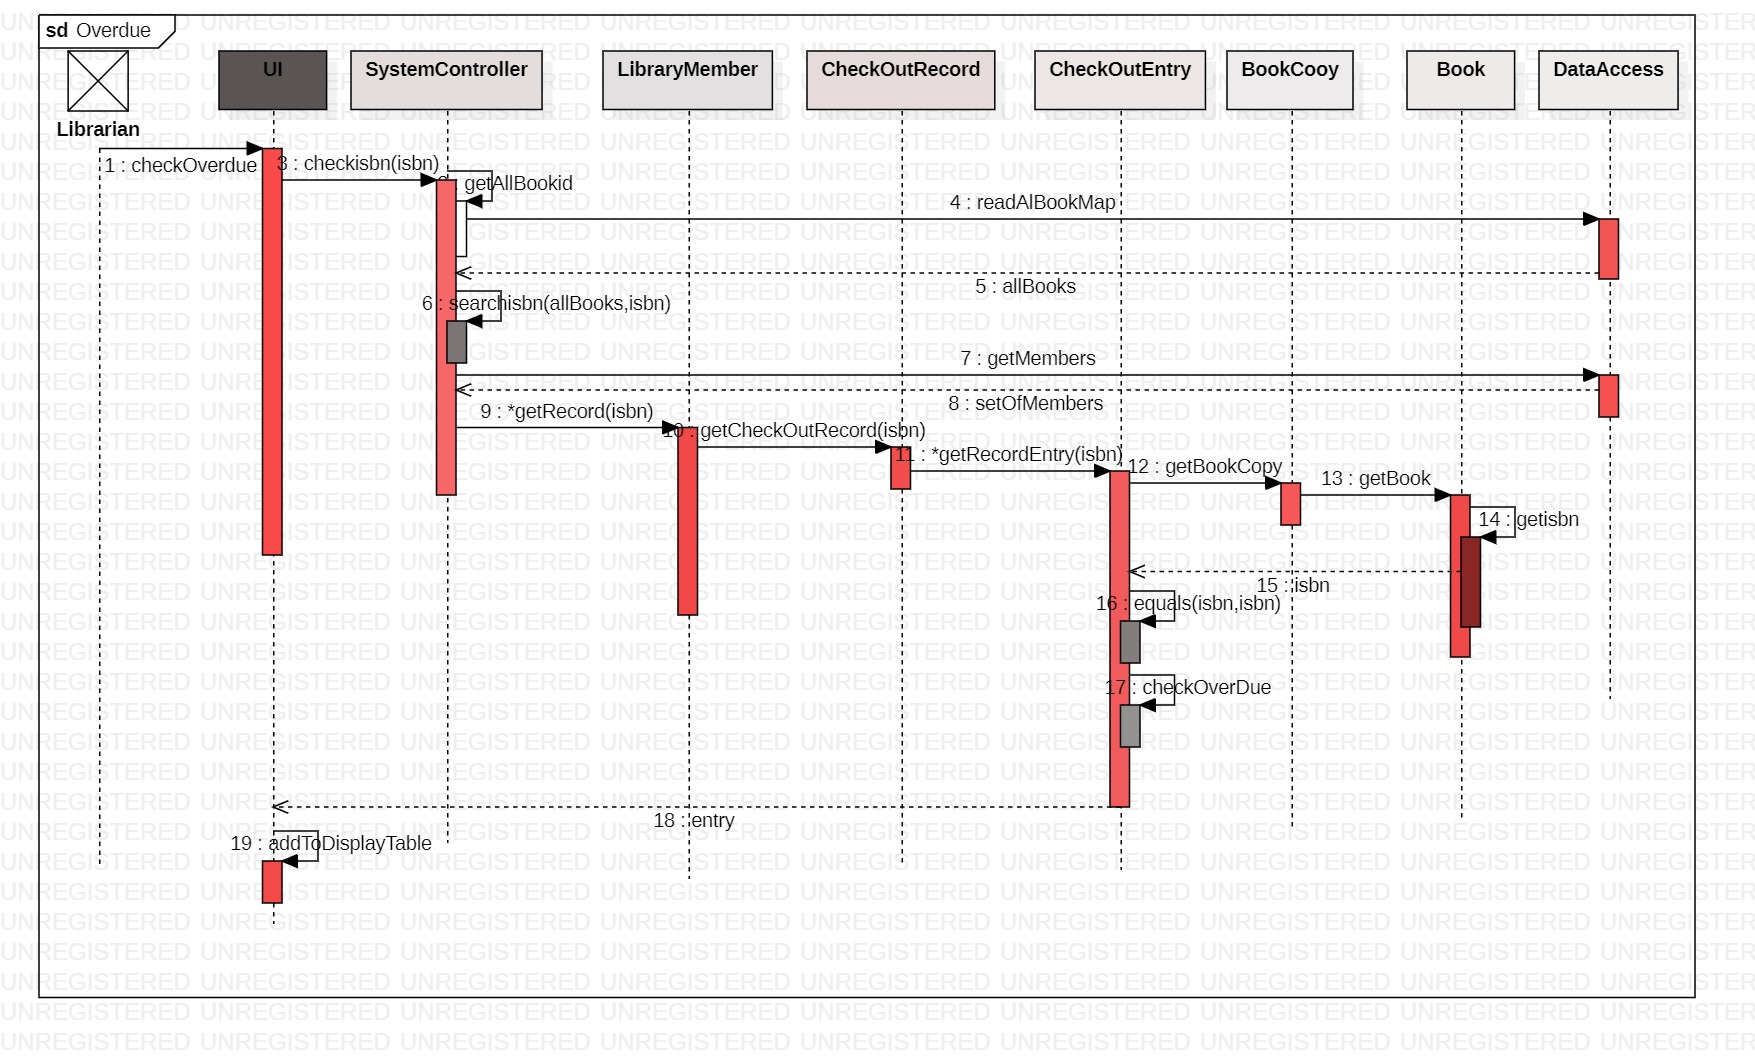 sd Overdue
UI
SystemController
LibraryMember
CheckOutRecord
CheckOutEntry
BookCooy
Book
DataAccess
Librarian
1 : checkOverdue
3 : checkisbn(isbn)
: getAllBookid
4 : readAlBookMap
5 : allBooks
6 : searchisbn(allBooks,isbn)
7 : getMembers
8 : setOfMembers
9 : *getRecord(isbn)
10 : getCheckOutRecord(isbn)
11 : *getRecordEntry(isbn)
12 : getBookCopy
13 : getBook
14 : getisbn
15 : isbn
16 : equals(isbn,isbn)
17 : checkOverDue
18 : entry
19 : addToDisplayTable
UNREGISTERED